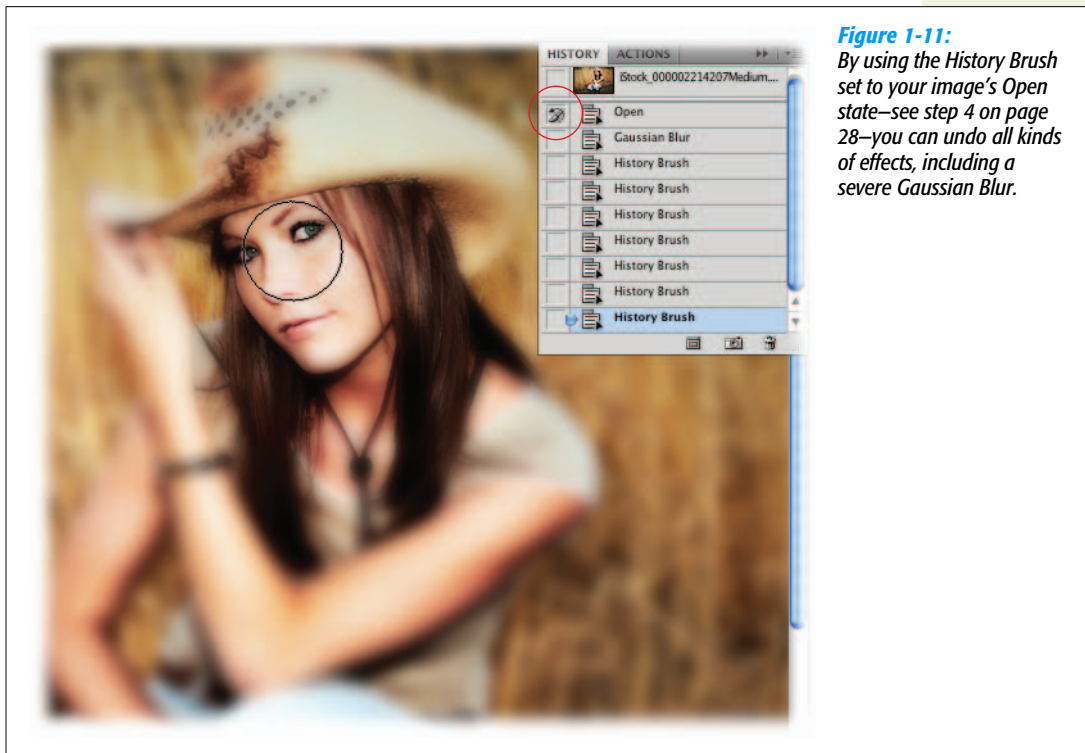 HISTORY ACTIONS
iStock_000002214207Medium....
Open
Gaussian Blur
History Brush
History Brush
History Brush
History Brush
History Brush
History Brush
History Brush
Figure 1-11:
By using the History Brush
set to your image's Open
state—see step 4 on page
28—you can undo all kinds
of effects, including a
severe Gaussian Blur.